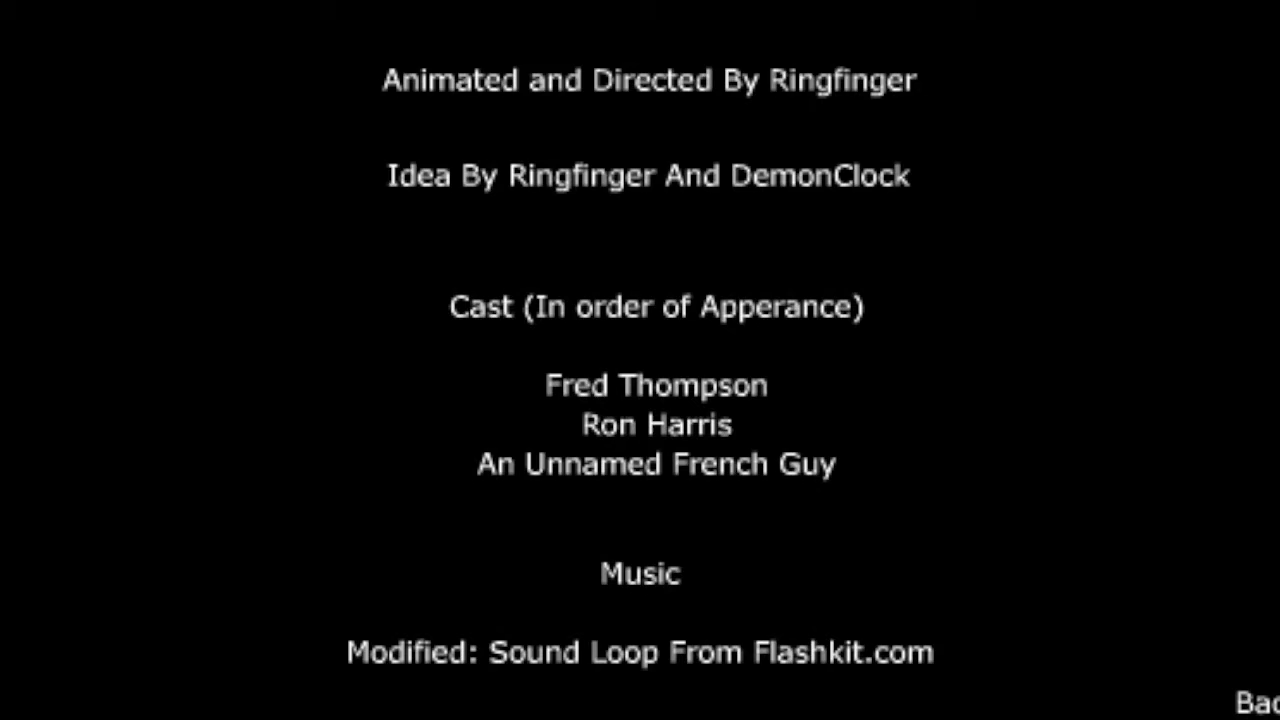 Animated and Directed By Ringfinger
Idea By Ringfinger And DemonClock
Cast (In order of Apperance)
Fred Thompson
Ron Harris
An Unnamed French Guy
Music
Modified: Sound Loop From Flashkit.com